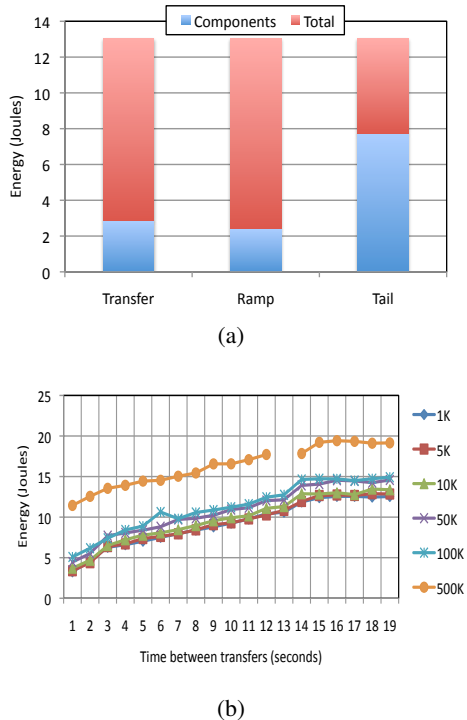 14
12
10
8
6
4
2
0
Energy (Joules)
Components Total
Transfer Ramp Tail
(a)
25
20
15
10
5
0
Energy (Joules)
1 2 3 4 5 6 7 8 9 10 11 12 13 14 15 16 17 18 19
Time between transfers (seconds)
1K
5K
10K
50K
100K
500K
(b)